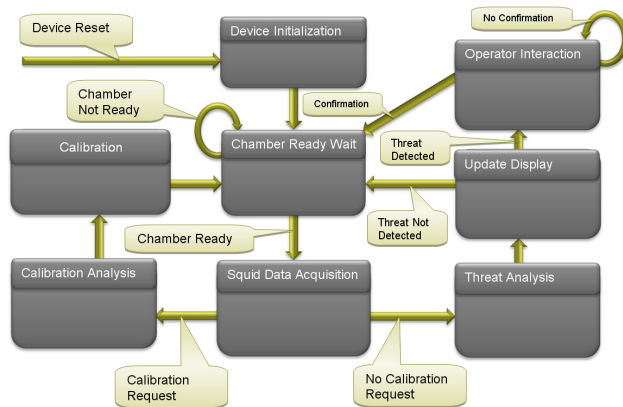 Device Reset
Device Initialization
No Confirmation
Operator Interaction
Chamber
Not Ready
Confirmation
Calibration
Chamber Ready Wait
Threat
Detected
Update Display
Threat Not
Detected
Chamber Ready
Calibration Analysis
Squid Data Acquisition
Threat Analysis
Calibration
Request
No Calibration
Request